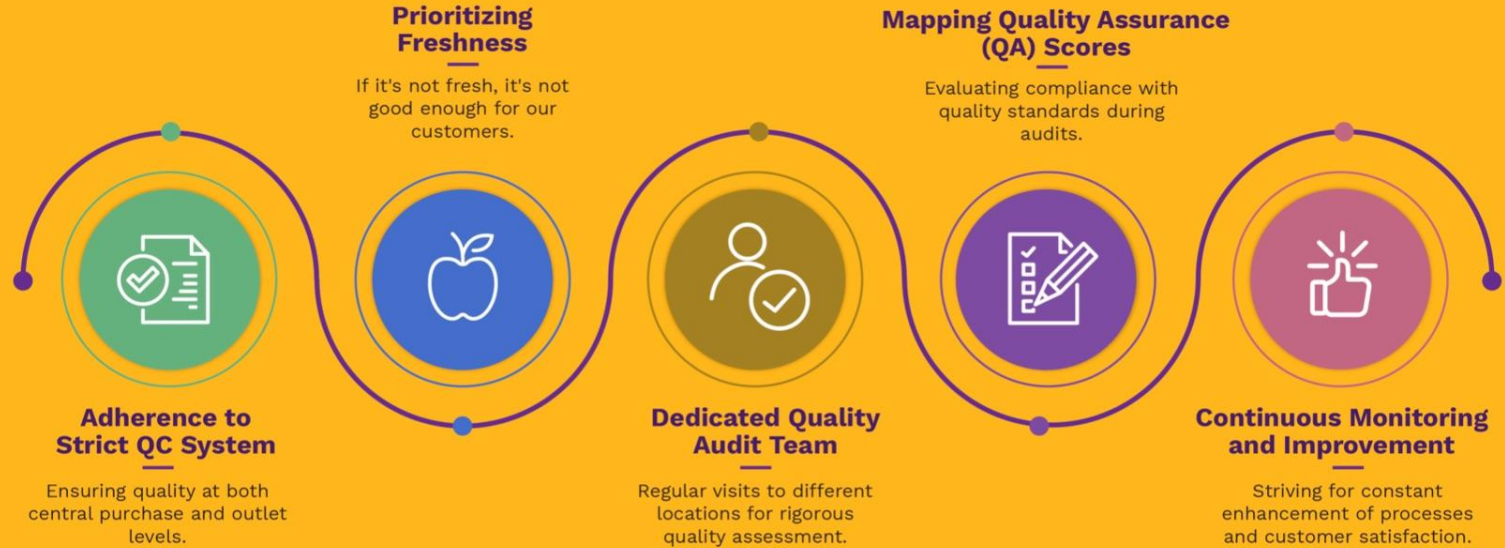 Adherence to
Strict QC System
Ensuring quality at both
central purchase and outlet
levels.
Prioritizing
Freshness
If it's not fresh, it's not
good enough for our
customers.
Dedicated Quality
Audit Team
Regular visits to different
locations for rigorous
quality assessment.
Mapping Quality Assurance
(QA) Scores
Evaluating compliance with
quality standards during
audits.
Continuous Monitoring
and Improvement
Striving for constant
enhancement of processes
and customer satisfaction.